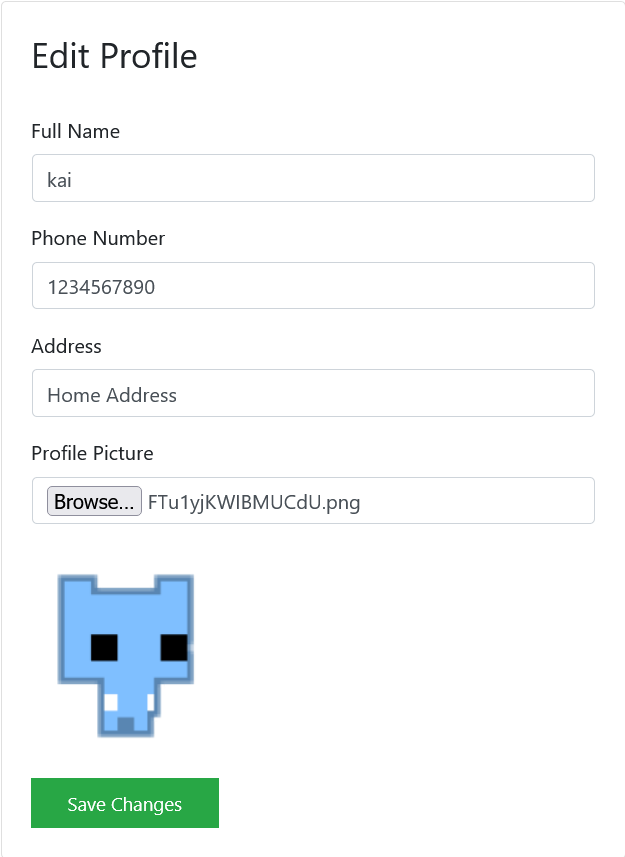 Edit Profile
Full Name
kai
Phone Number
1234567890
Address
Home Address
Profile Picture
Browse... FTu1yjKWIBMUCdU.png
Save Changes